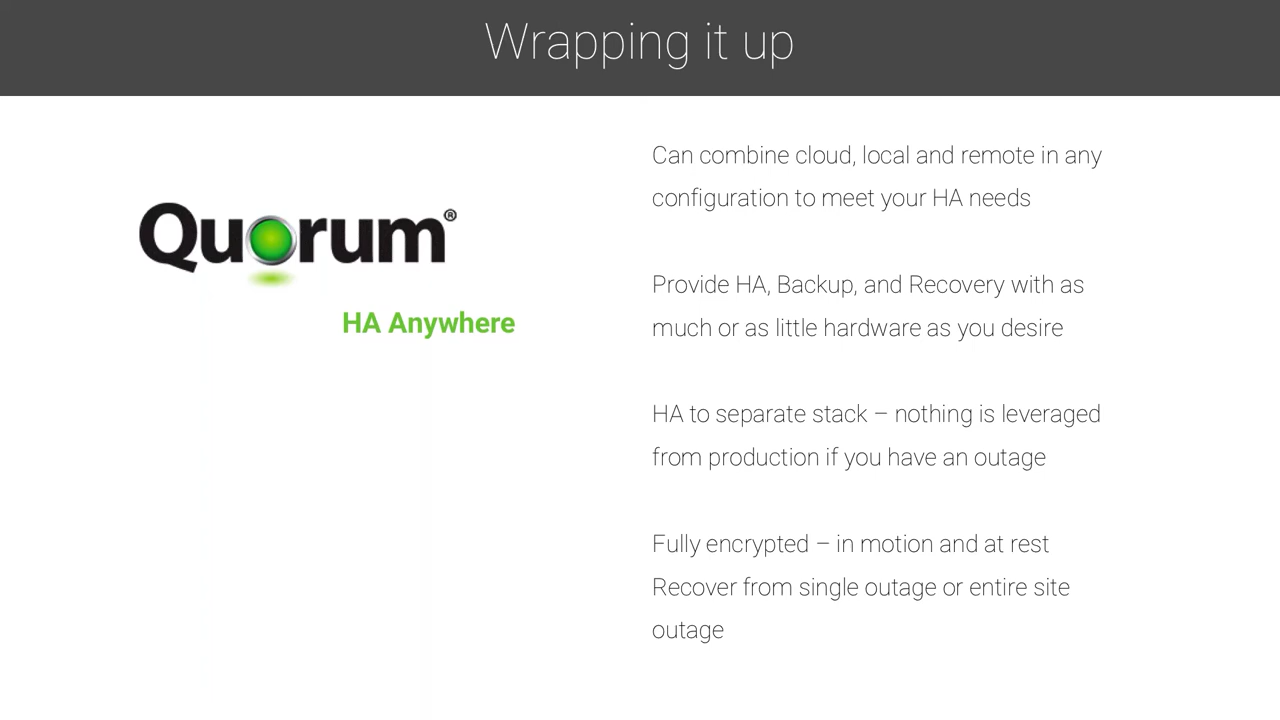 Wrapping it up
Quorum®
HA Anywhere
Can combine cloud, local and remote in any
configuration to meet your HA needs
Provide HA, Backup, and Recovery with as
much or as little hardware as you desire
HA to separate stack – nothing is leveraged
from production if you have an outage
Fully encrypted – in motion and at rest
Recover from single outage or entire site
outage